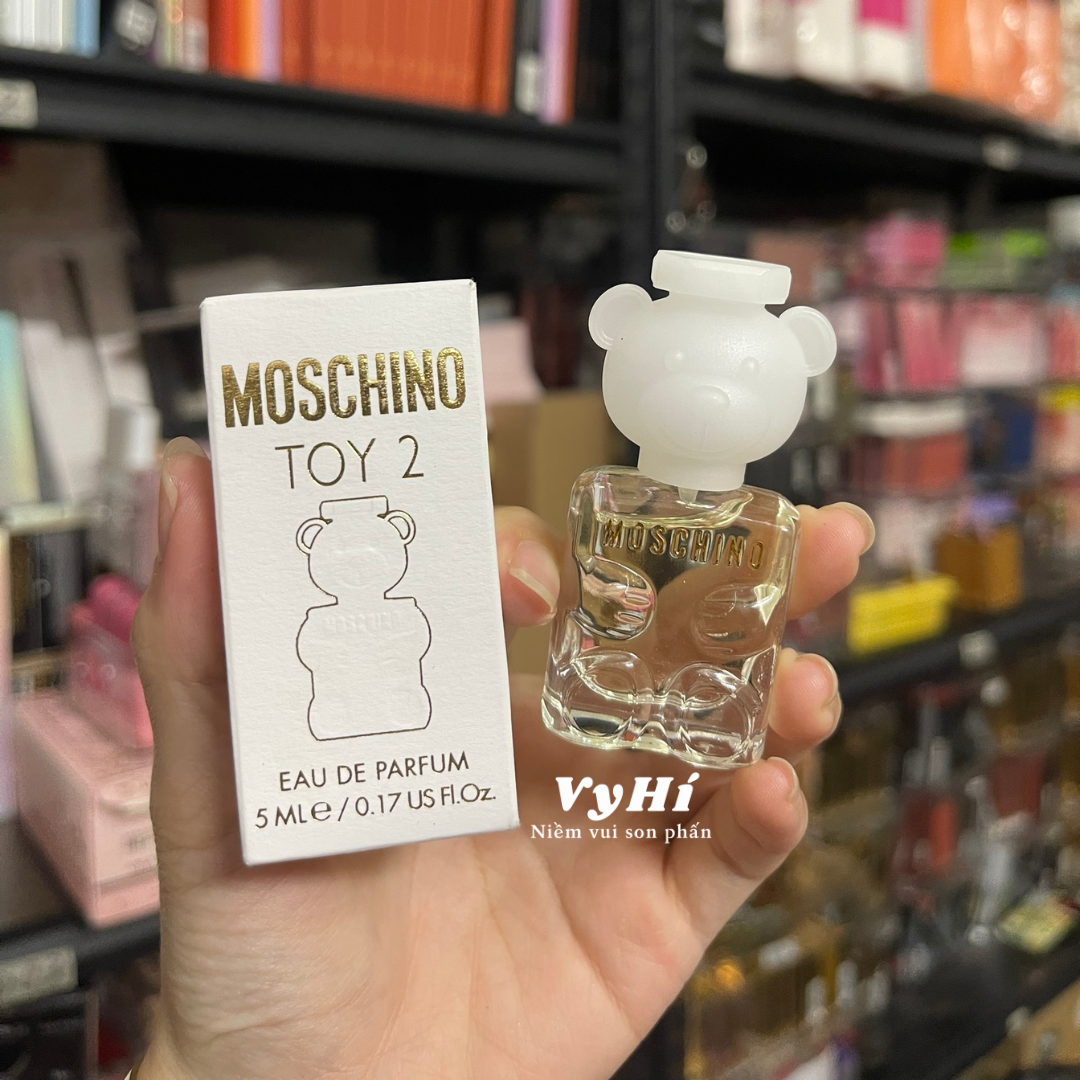 MOSCHINO
TOY 2
EAU DE PARFUM
5 ML e / 0.17 US Fl.Oz.
MOSCHINO
VyHí
Niềm vui son phấn